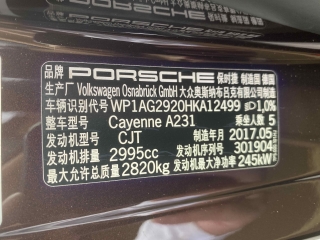 品牌 PORSCHE 保时捷 制造国 德国
生产厂 Volkswagen Osnabrück GmbH 大众奥斯纳布吕克有限公司
车辆识别代号 WP1AG2920HKA12499 1,0%
整车型号 Cayenne A231 乘坐人数 5
发动机型号 CJT 制造年月 2017.05
发动机排量 2995cc 发动机序列号 301904
最大允许总质量 2820kg 发动机最大净功率 245kW